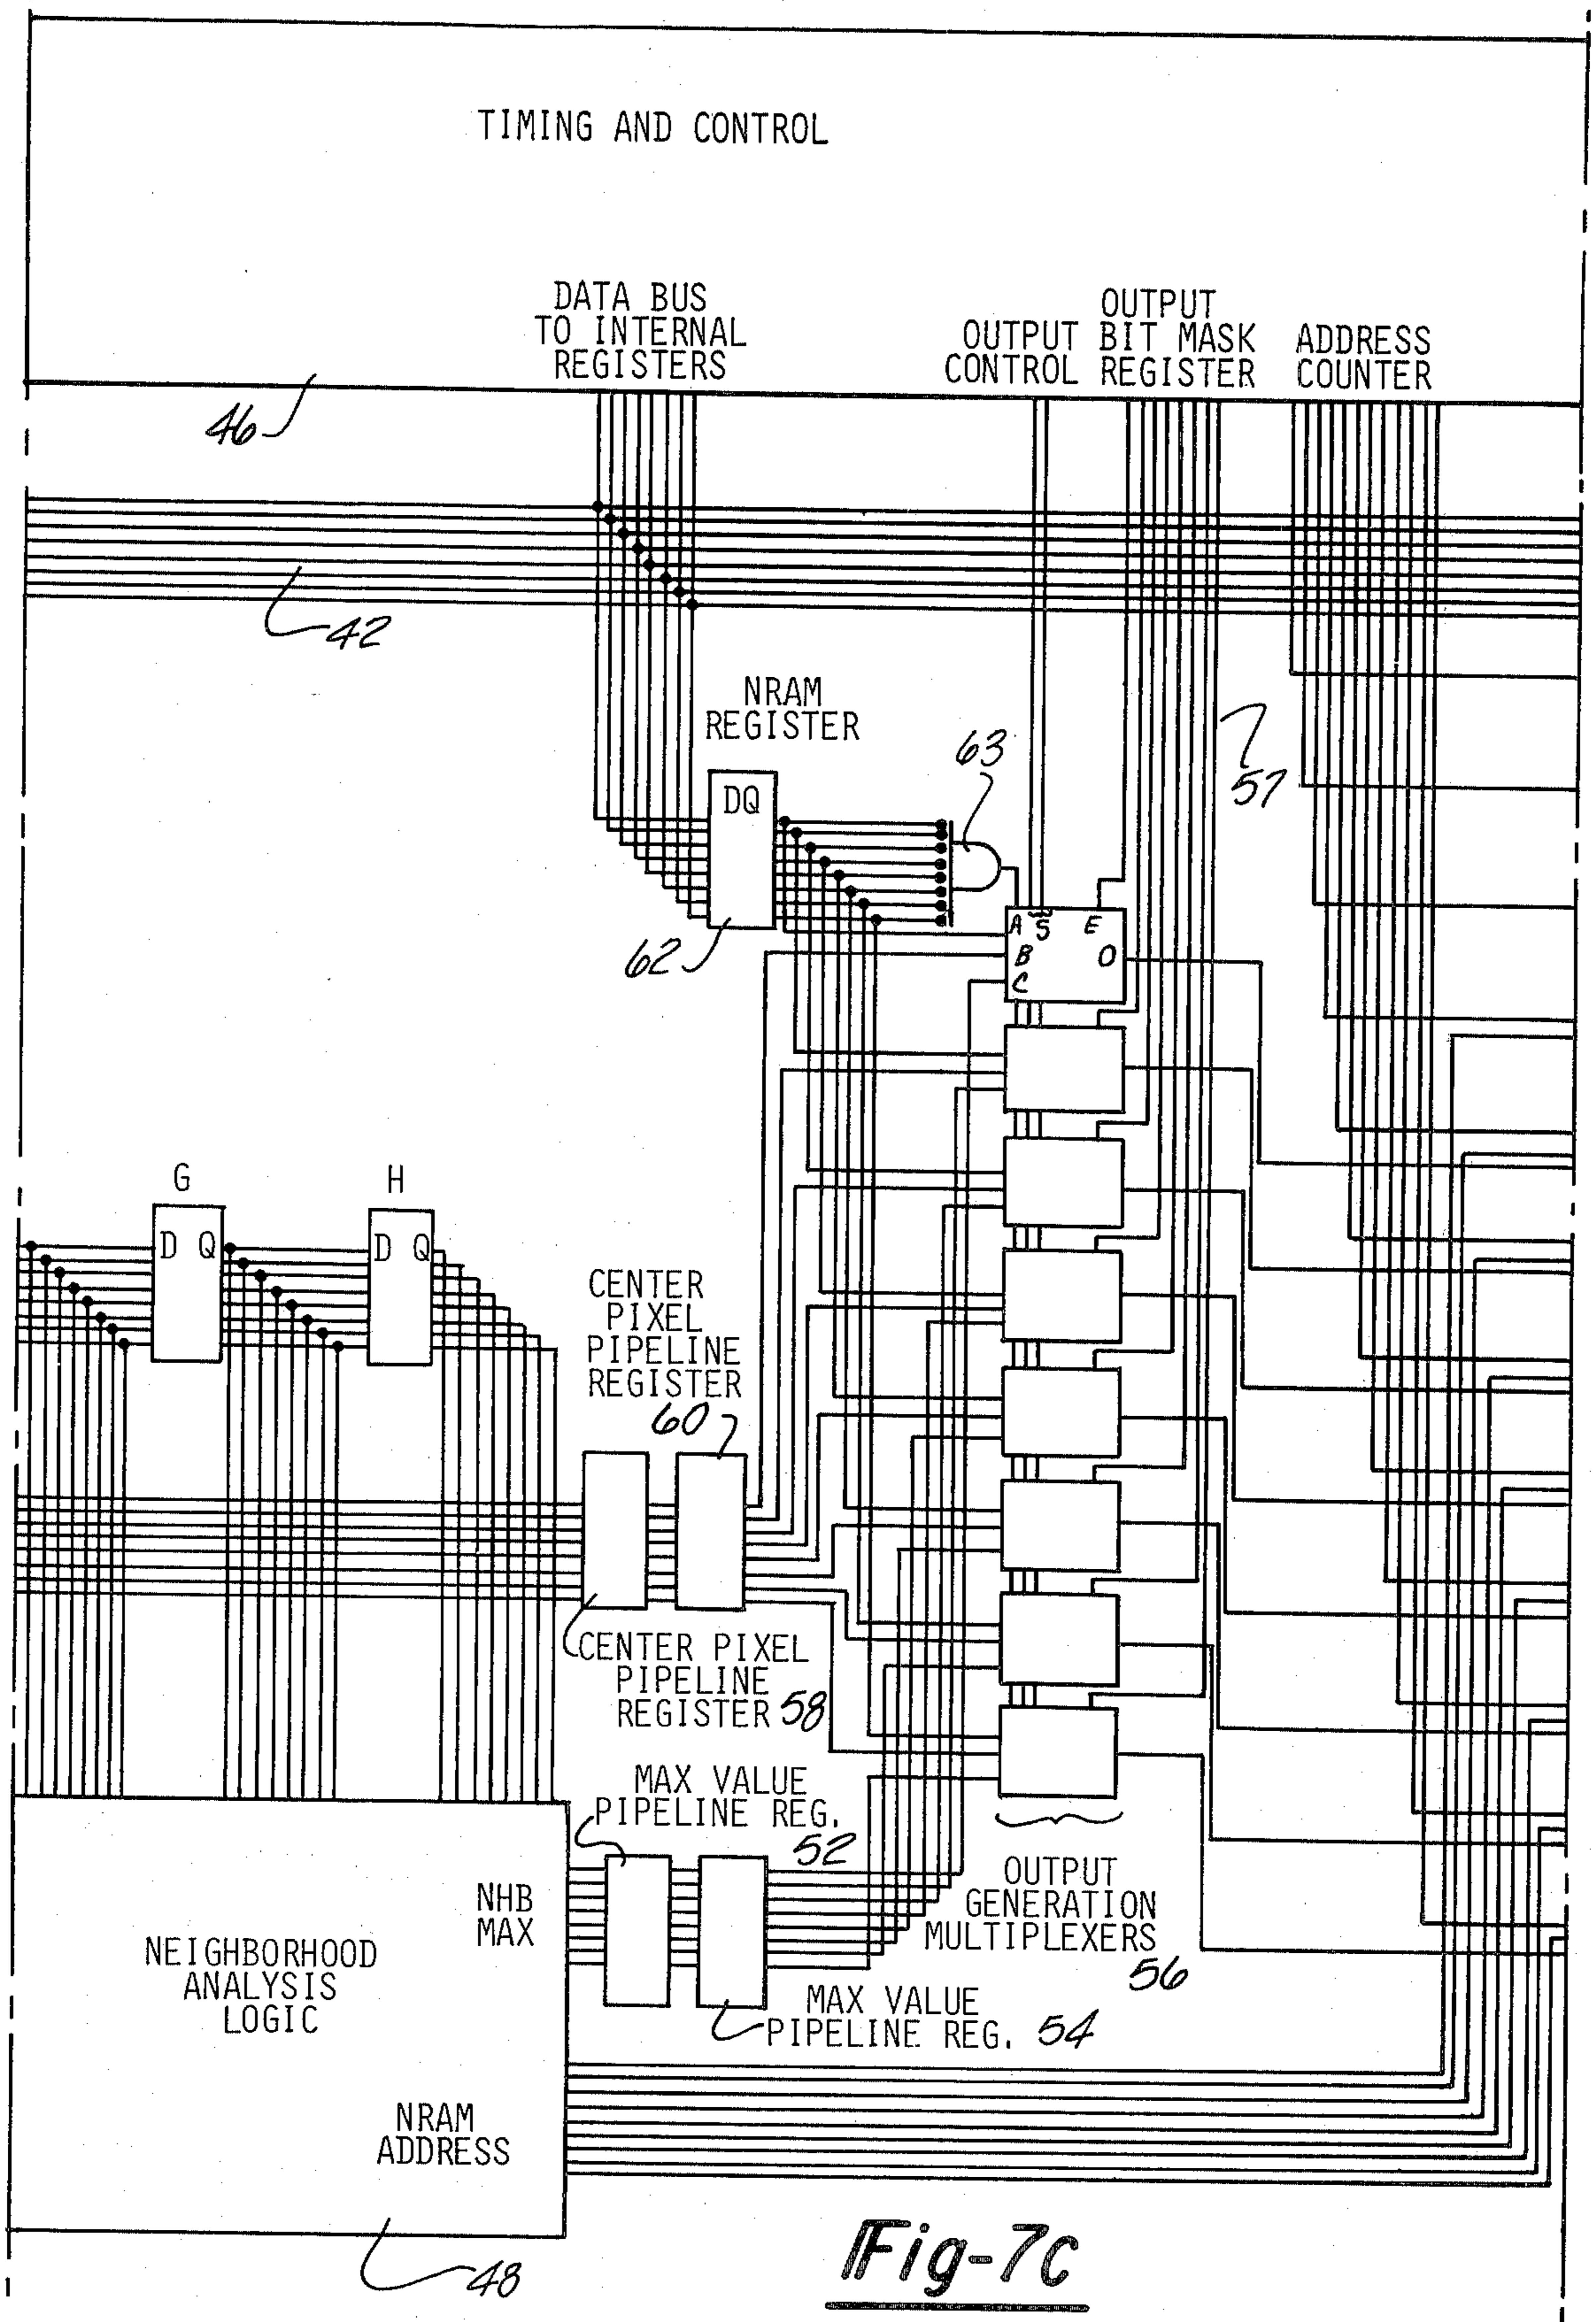 TIMING AND CONTROL
DATA BUS
TO INTERNAL
REGISTERS
OUTPUT
CONTROL
OUTPUT
BIT MASK
REGISTER
ADDRESS
COUNTER
46
42
NRAM
REGISTER
63
57
DQ
62
A S E
B O
C
G
H
D Q
D Q
CENTER
PIXEL
PIPELINE
REGISTER
60
CENTER PIXEL
PIPELINE
REGISTER 58
MAX VALUE
PIPELINE REG.
52
NHB
MAX
OUTPUT
GENERATION
MULTIPLEXERS
56
NEIGHBORHOOD
ANALYSIS
LOGIC
MAX VALUE
PIPELINE REG. 54
NRAM
ADDRESS
48
Fig-7c